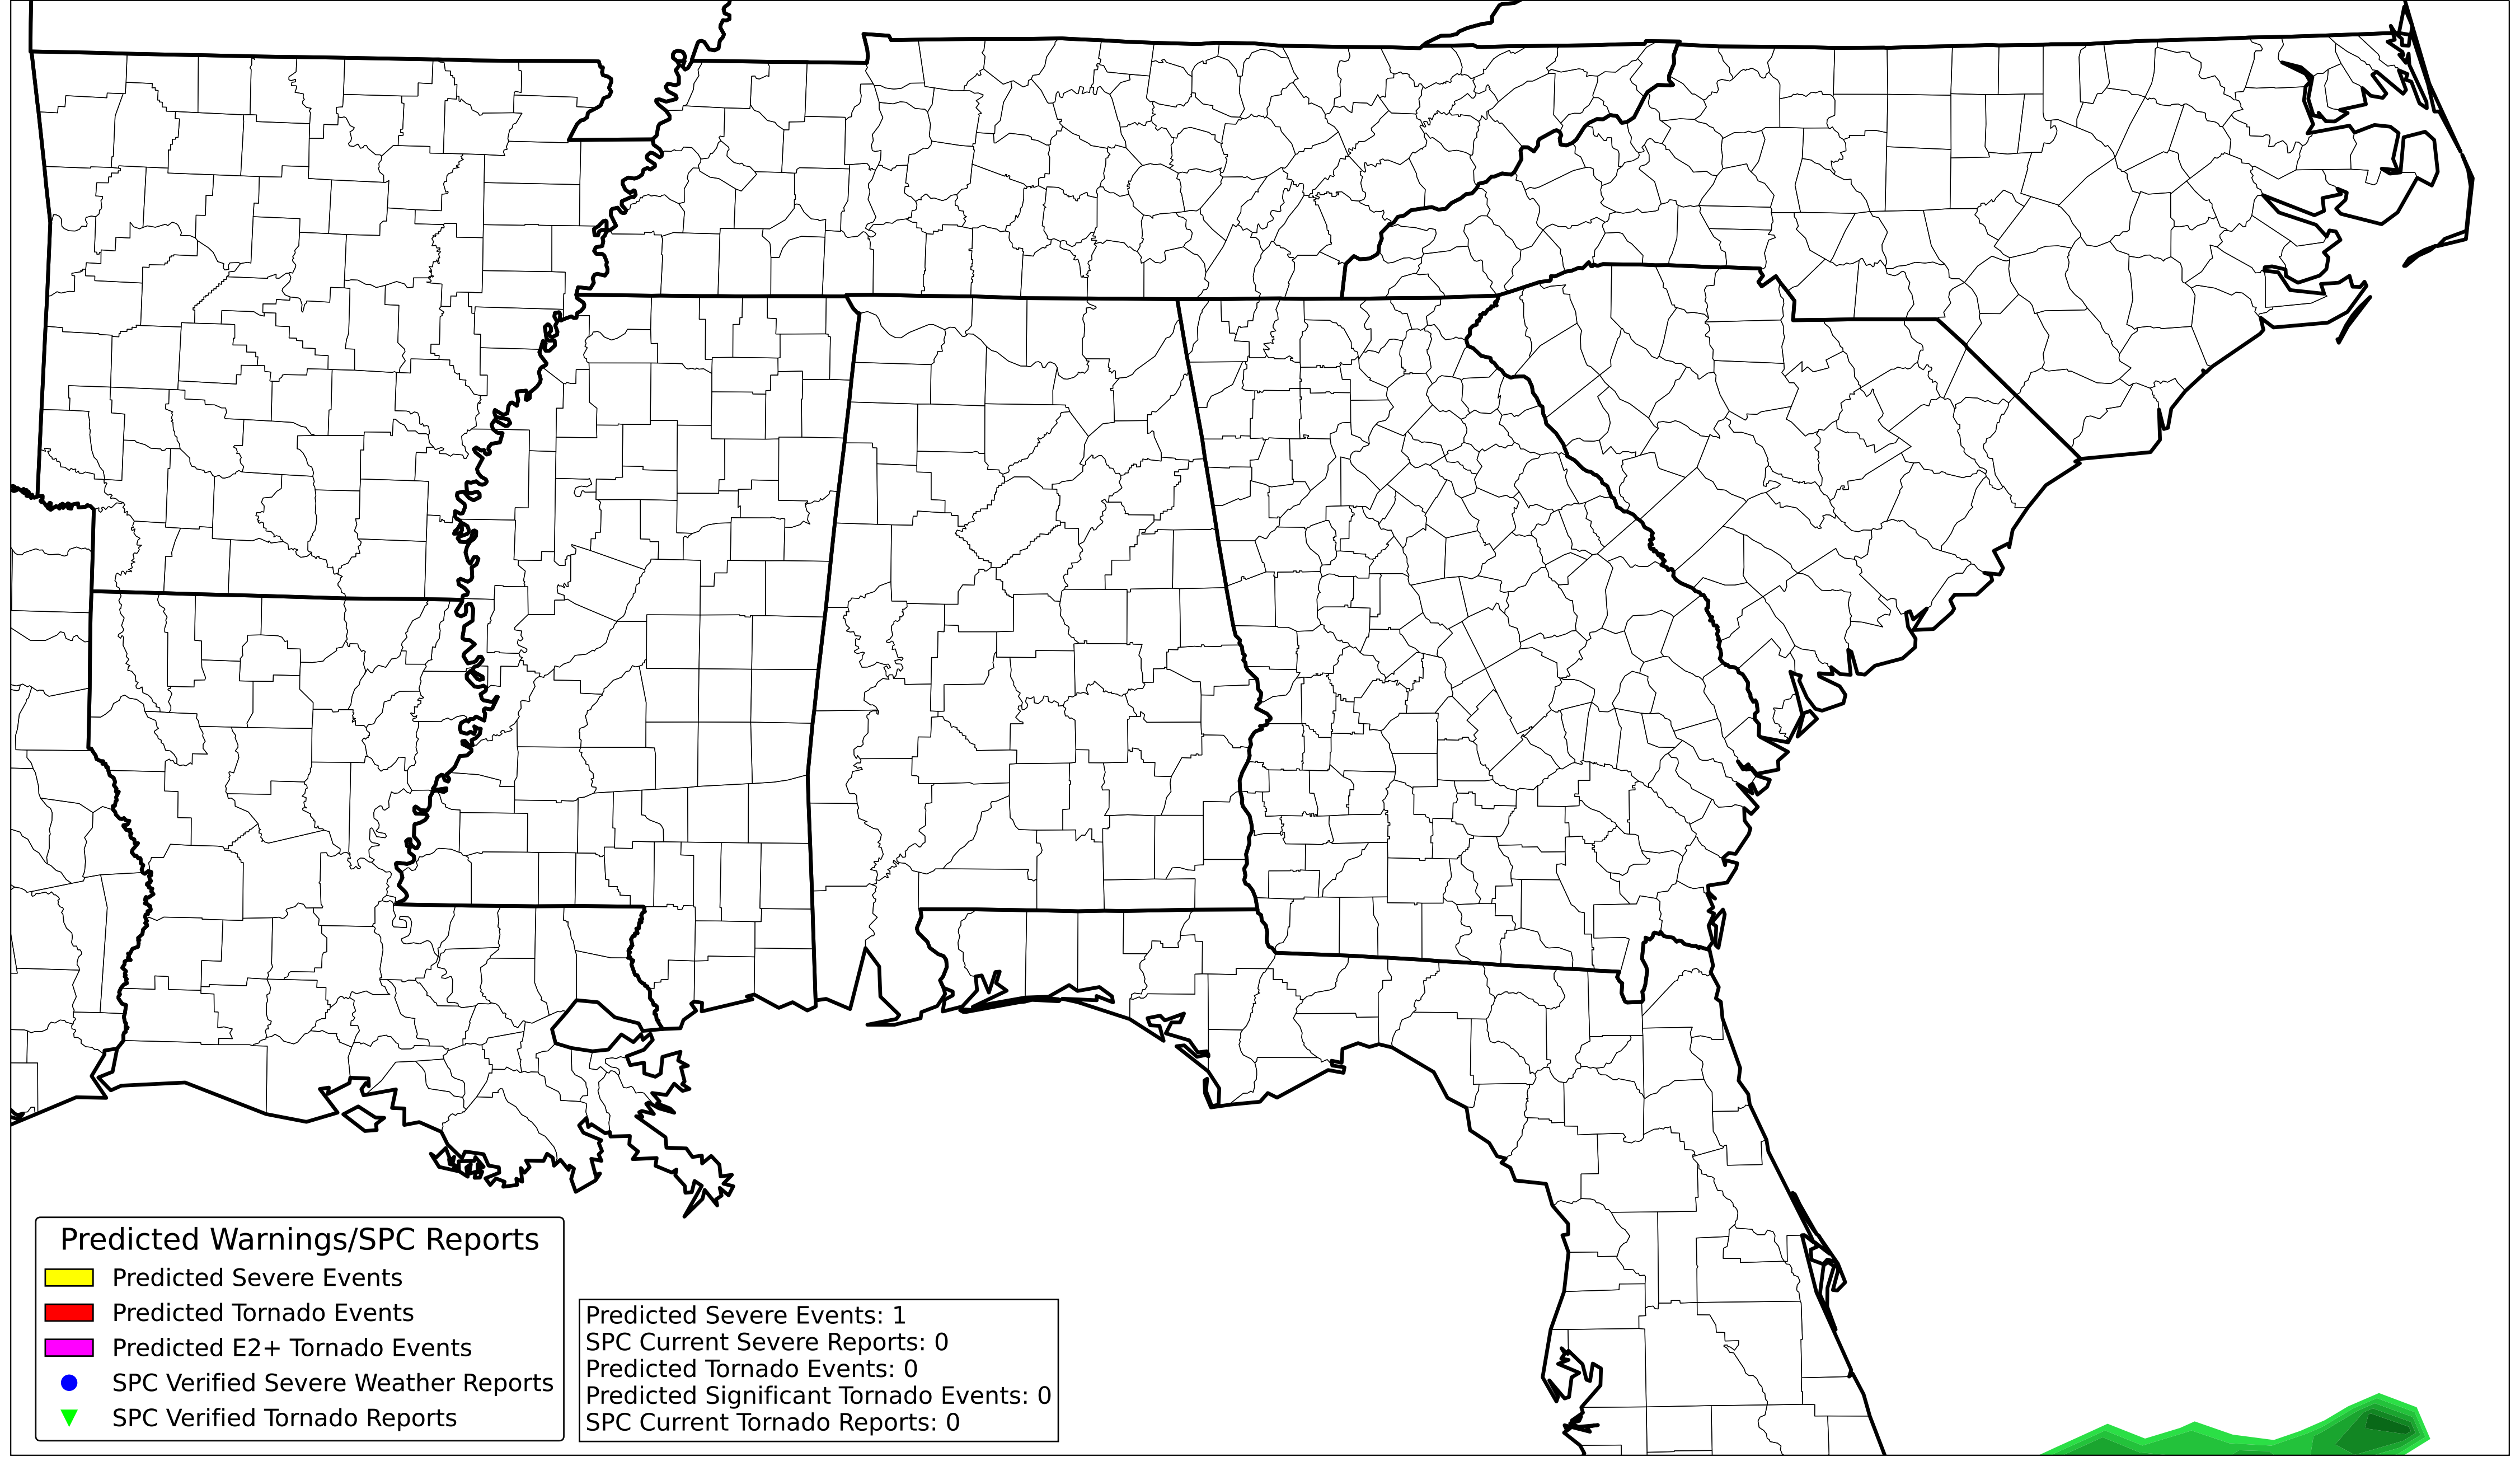 Predicted Warnings/SPC Reports
Predicted Severe Events
Predicted Tornado Events
Predicted E2+ Tornado Events
SPC Verified Severe Weather Reports
SPC Verified Tornado Reports
Predicted Severe Events: 1
SPC Current Severe Reports: 0
Predicted Tornado Events: 0
Predicted Significant Tornado Events: 0
SPC Current Tornado Reports: 0